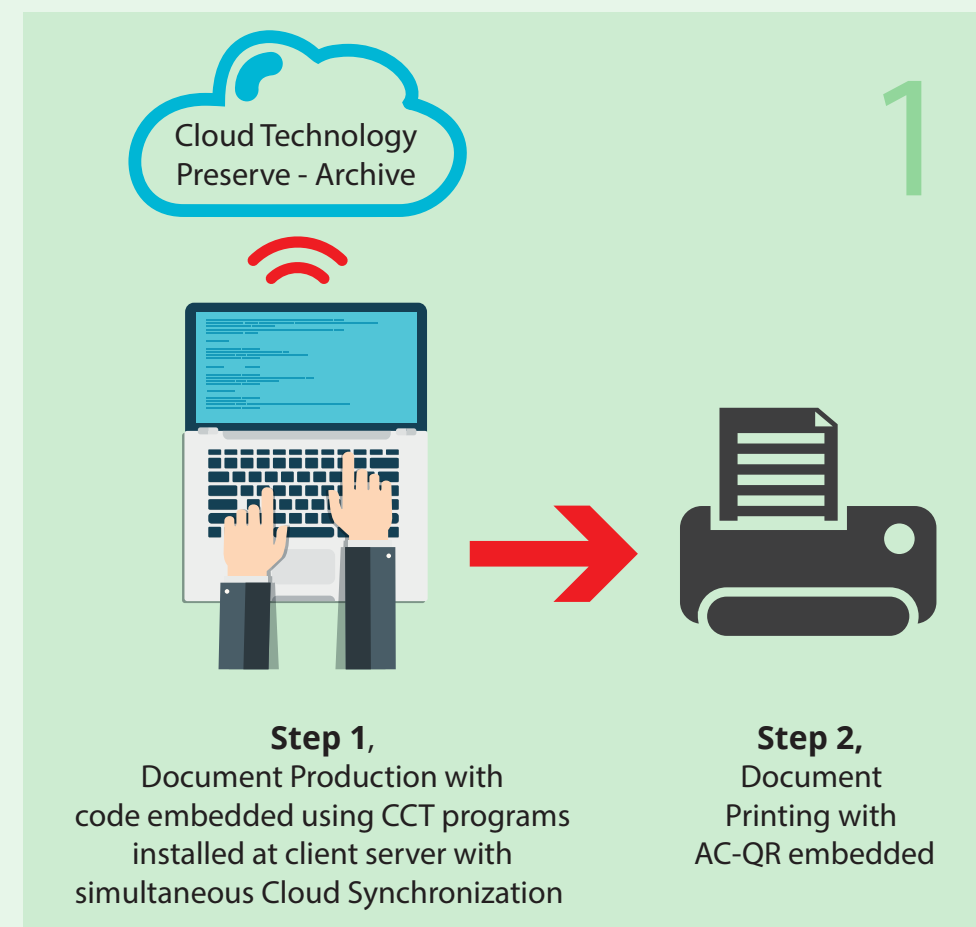 Cloud Technology
Preserve - Archive
1
Step 1,
Document Production with
code embedded using CCT programs
installed at client server with
simultaneous Cloud Synchronization
Step 2,
Document
Printing with
AC-QR embedded